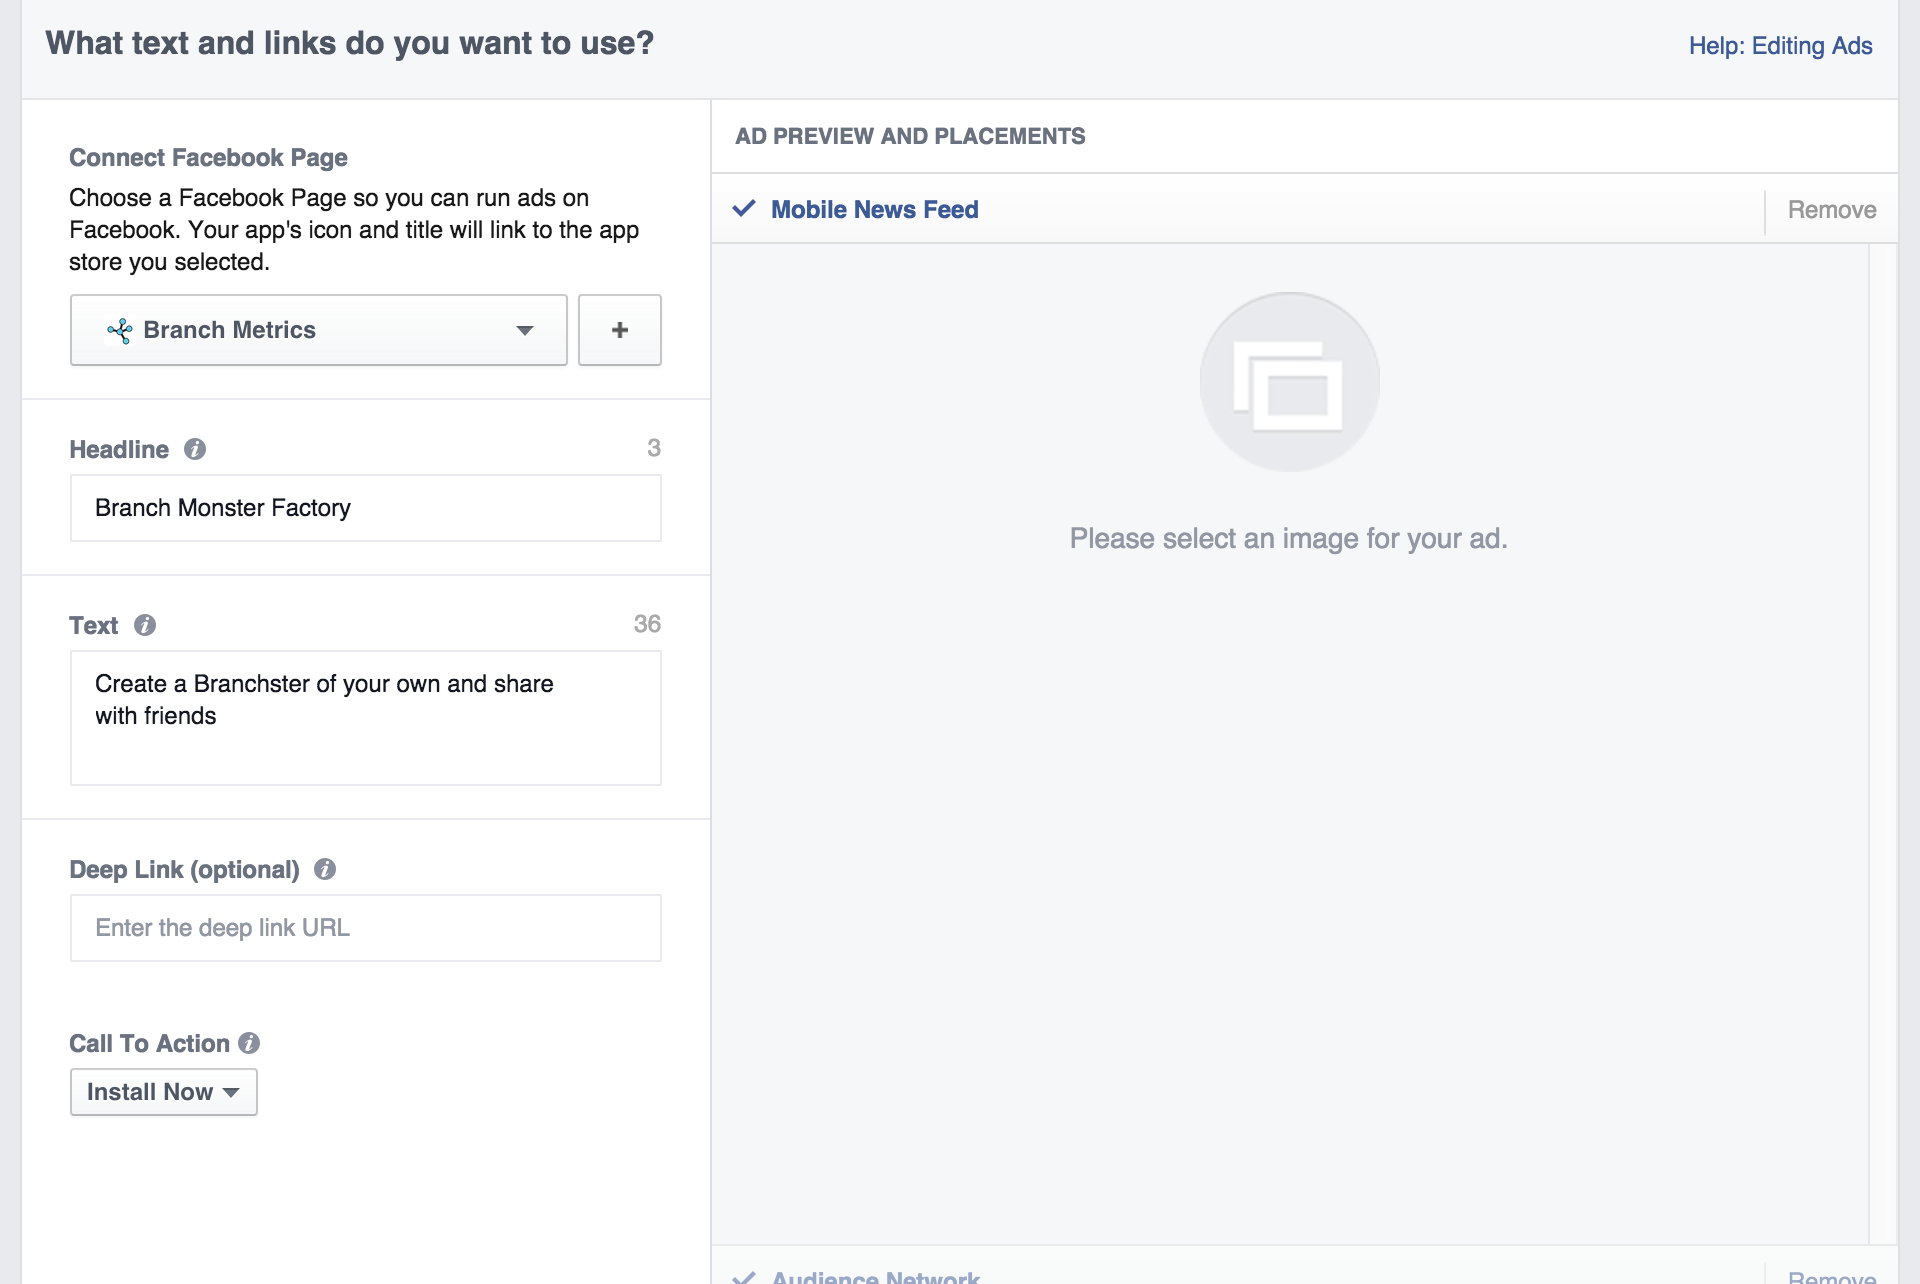 What text and links do you want to use?
Help: Editing Ads
Connect Facebook Page
Choose a Facebook Page so you can run ads on
Facebook. Your app's icon and title will link to the app
store you selected.
Branch Metrics
+
Headline i
3
Branch Monster Factory
Text i
36
Create a Branchster of your own and share
with friends
Deep Link (optional) i
Enter the deep link URL
Call To Action i
Install Now
AD PREVIEW AND PLACEMENTS
Mobile News Feed
Remove
Please select an image for your ad.
Audience Network
Remove